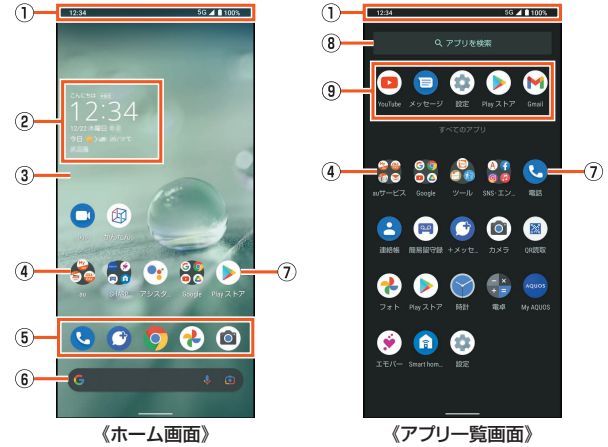 ①
12:34 5G 100%
②
こんにちは
12:34
12/22 木曜日
今日
③
④
au SHARP アシスタ... Google Play ストア
⑦
⑤
⑥
《ホーム画面》
①
12:34 5G 100%
⑧
アプリを検索
⑨
YouTube メッセージ 設定 Play ストア Gmail
すべてのアプリ
④
auサービス Google ツール SNS·エン... 電話
⑦
連絡帳 簡易留守録 +メッセ... カメラ QR読取
フォト Play ストア 時計 電卓 My AQUOS
AQUOS
エモパー Smart hom... 設定
《アプリ一覧画面》